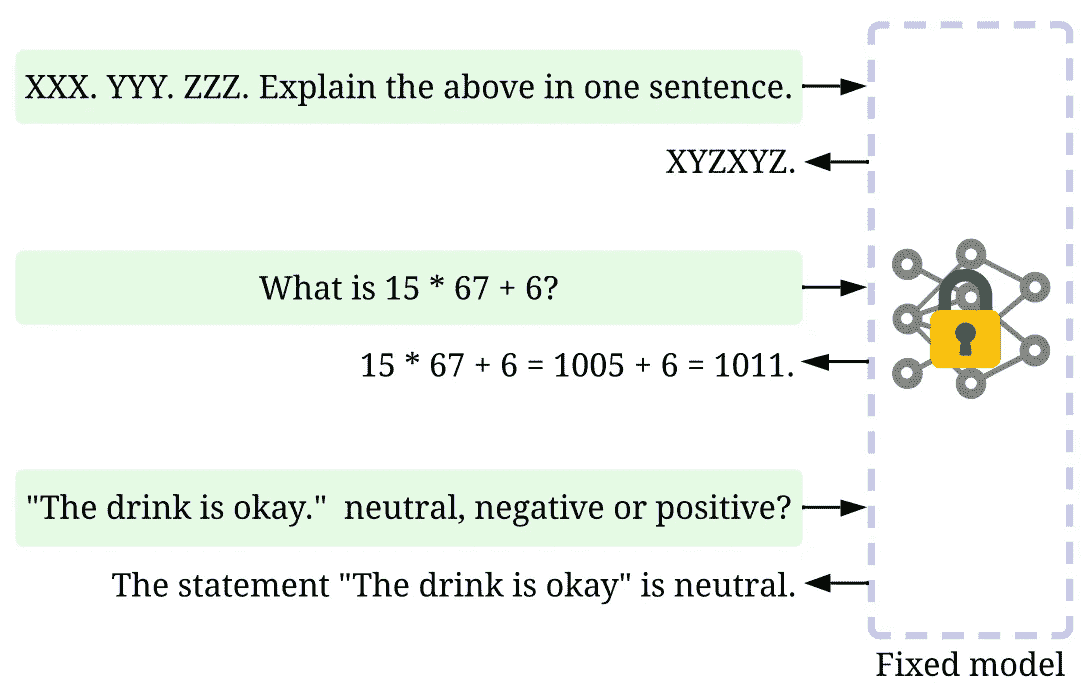 XXX. YYY. ZZZ. Explain the above in one sentence.
XYZXYZ.
What is 15 * 67 + 6?
15 * 67 + 6 = 1005 + 6 = 1011.
"The drink is okay."  neutral, negative or positive?
The statement "The drink is okay" is neutral.
Fixed model